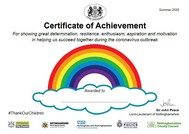 Summer 2020
Certificate of Achievement
For showing great determination, resilience, enthusiasm, aspiration and motivation
in helping us succeed together during the coronavirus outbreak
Awarded to
#ThankOurChildren
Sir John Peace
Lord-Lieutenant of Nottinghamshire